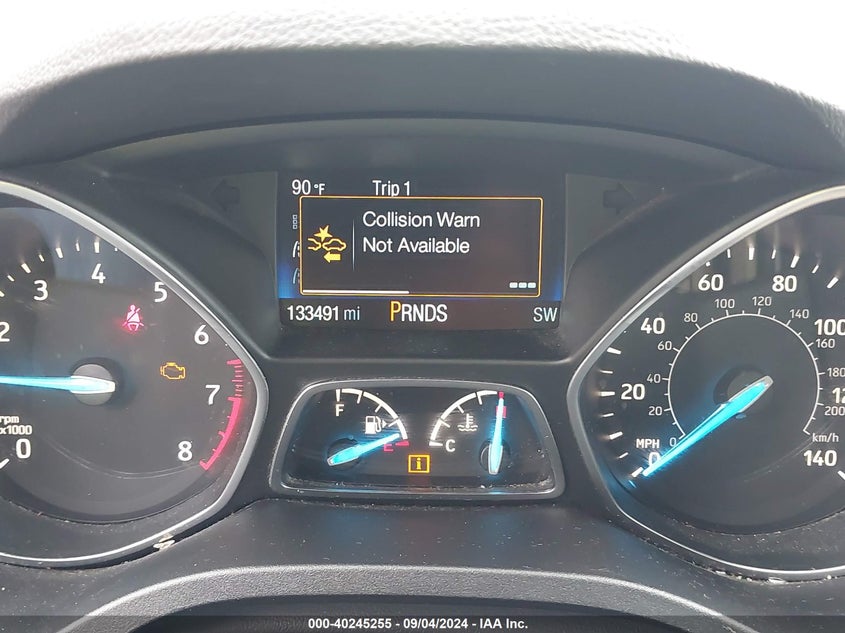 90 °F Trip 1
Collision Warn
Not Available
133491 mi PRNDS SW
2 3 4 5 6 7 8
rpm
x1000 0
F E
i
C
0 20 40 60 80 100 140
MPH
0 20 40 60 80 100 120 140 160 180 200
km/h
000-40245255 - 09/04/2024 - IAA Inc.